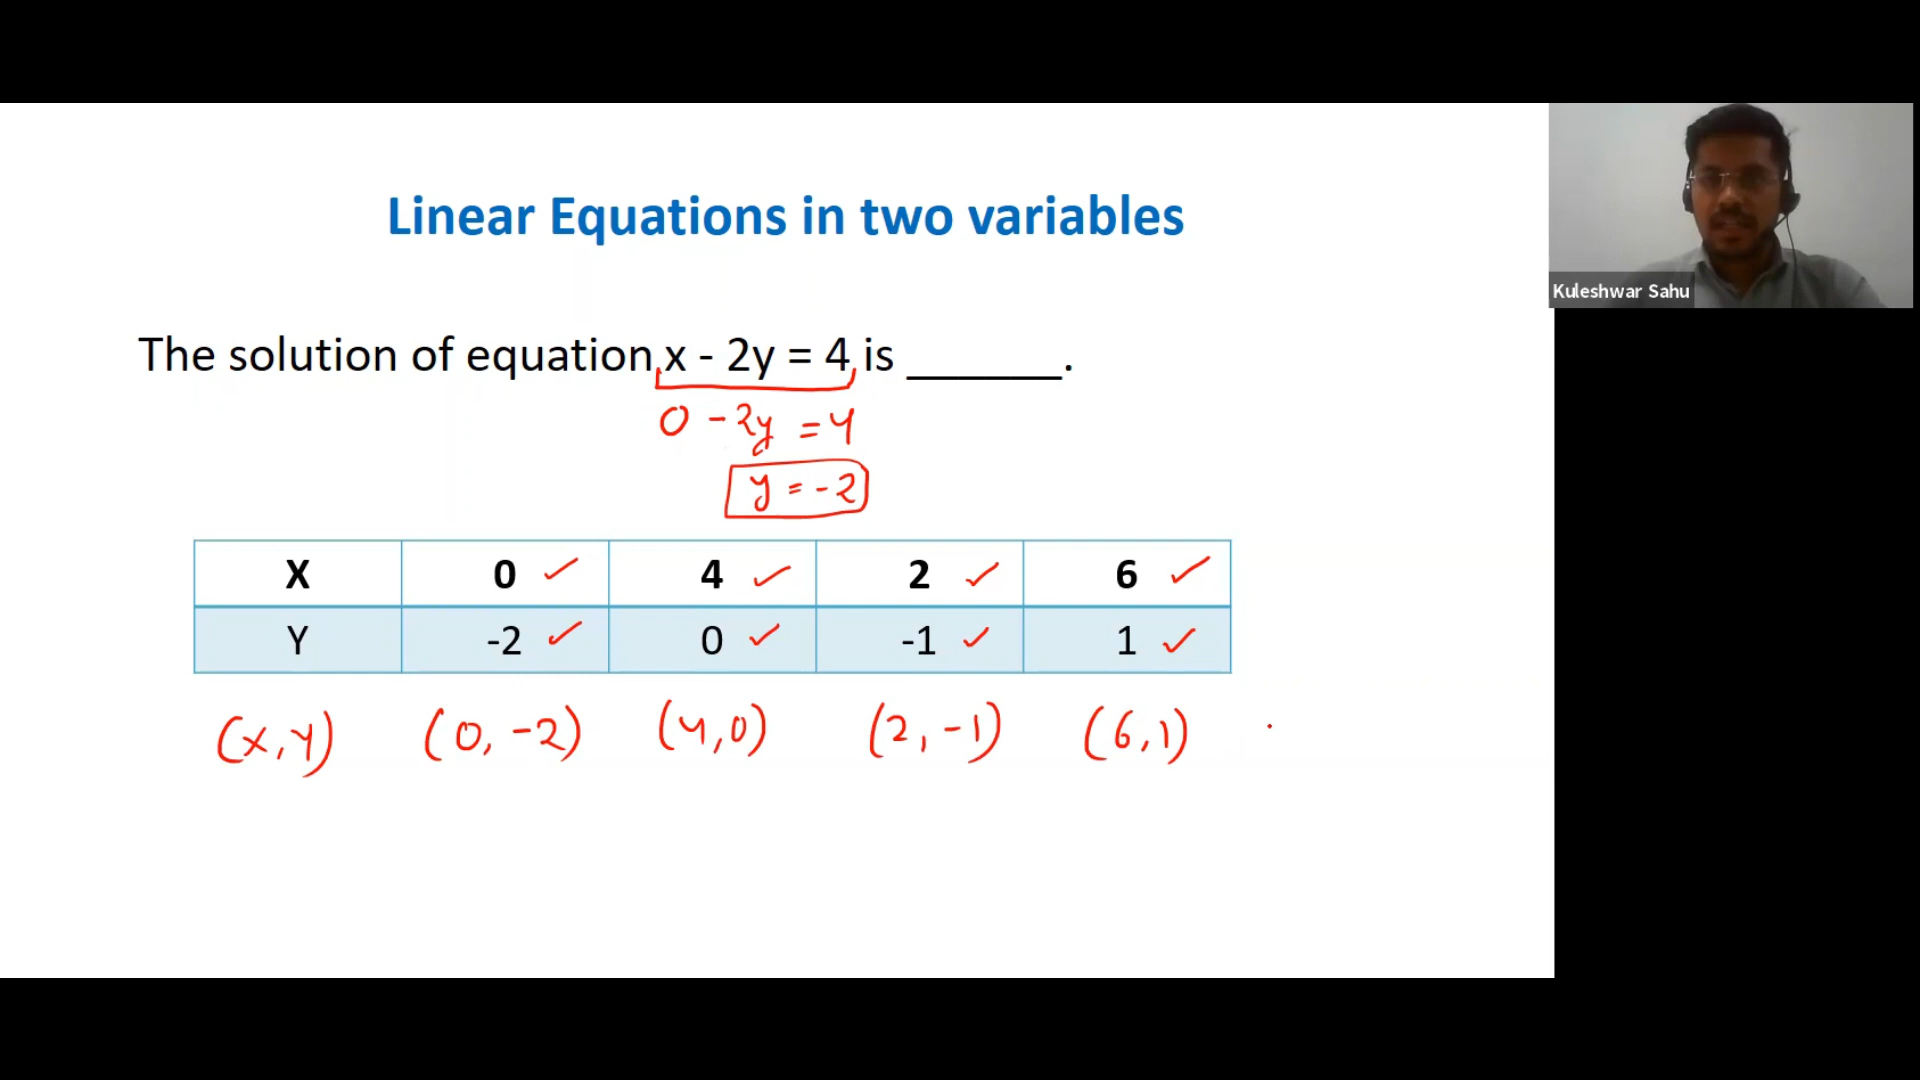 Linear Equations in two variables
Kuleshwar Sahu
The solution of equation x - 2y = 4 is ______.
0 - 2y = 4
y = -2
X 0 4 2 6
Y -2 0 -1 1
(x,y) (0, -2) (4,0) (2, -1) (6,1)